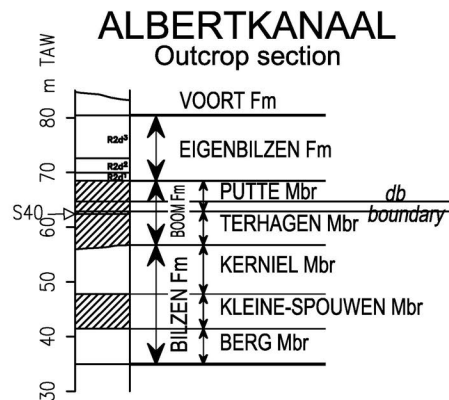 ALBERTKANAAL
Outcrop section
m TAW
VOORT Fm
80
R2d³
EIGENBILZEN Fm
R2d²
70
R2d¹
PUTTE Mbr
db
S40
BOOM Fm
boundary
60
TERHAGEN Mbr
KERNIEL Mbr
50
BILZEN Fm
KLEINE-SPOUWEN Mbr
40
BERG Mbr
30